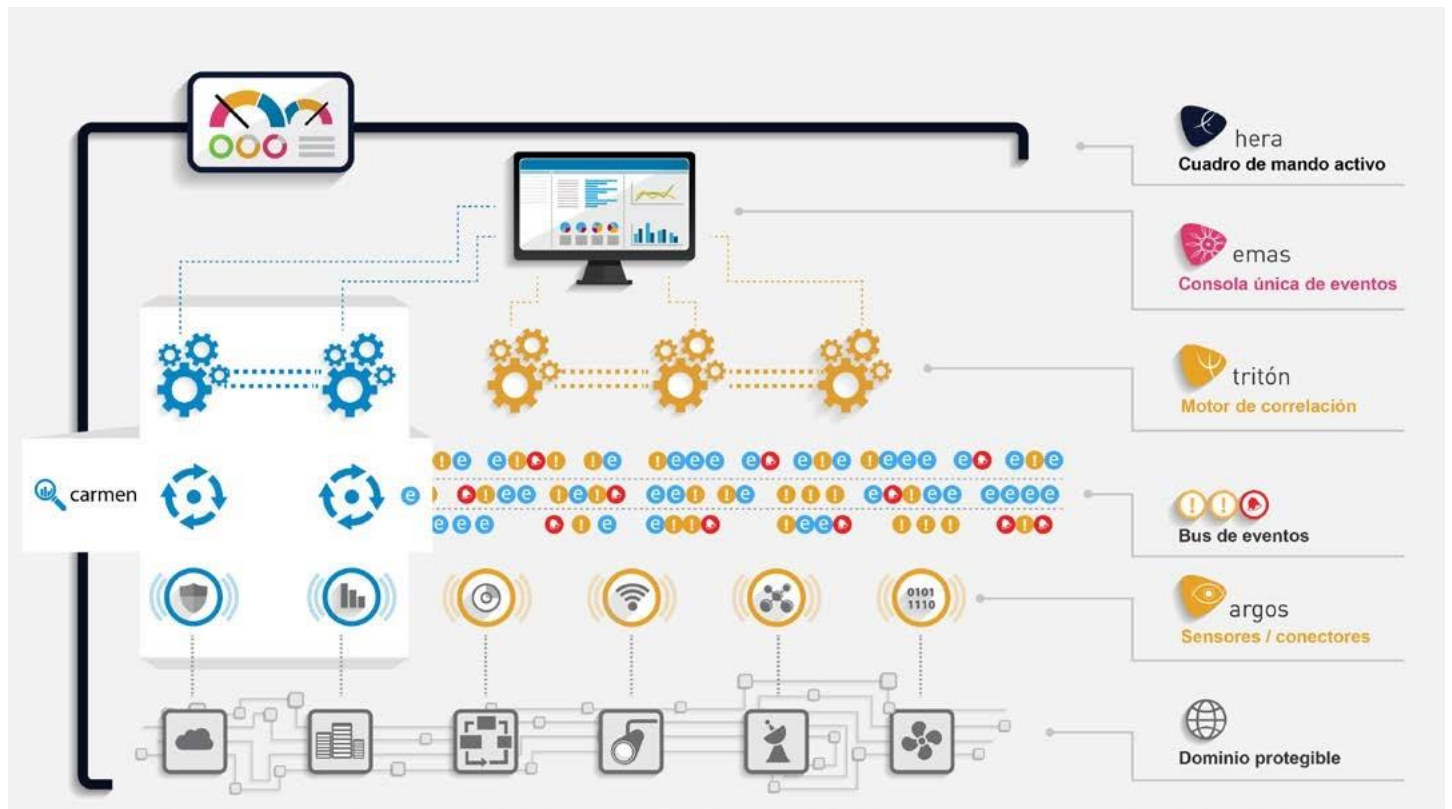 hera
Cuadro de mando activo
emas
Consola única de eventos
tritón
Motor de correlación
carmen
! e e ! ! ! e ! e e e e e ! e ! e e e e e ! e
e ! ! e e ! e ! e e ! ! e ! ! ! e ! e e e e e e
e e e ! e e ! ! ! e e ! ! ! !
! !
Bus de eventos
0101
1110
argos
Sensores / conectores
Dominio protegible